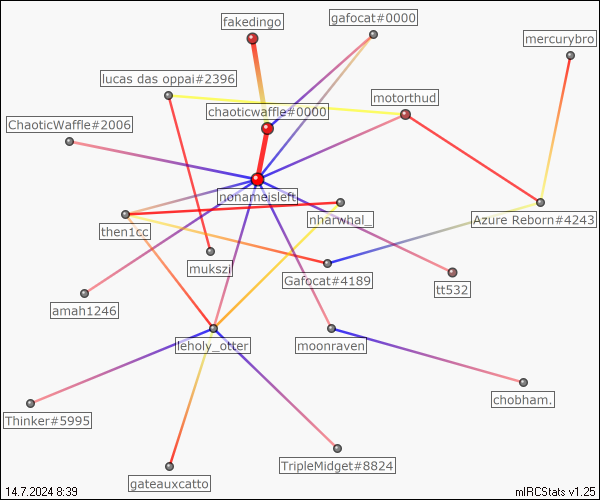 fakedingo
gafocat#0000
mercurybro
lucas das oppai#2396
motorthud
chaoticwaffle#0000
ChaoticWaffle#2006
nonameisleft
nharwhal_
Azure Reborn#4243
then1cc
mukszi
Gafocat#4189
tt532
amah1246
leholy_otter
moonraven
chobham.
Thinker#5995
TripleMidget#8824
gateauxcatto
14.7.2024 8:39
mIRCStats v1.25